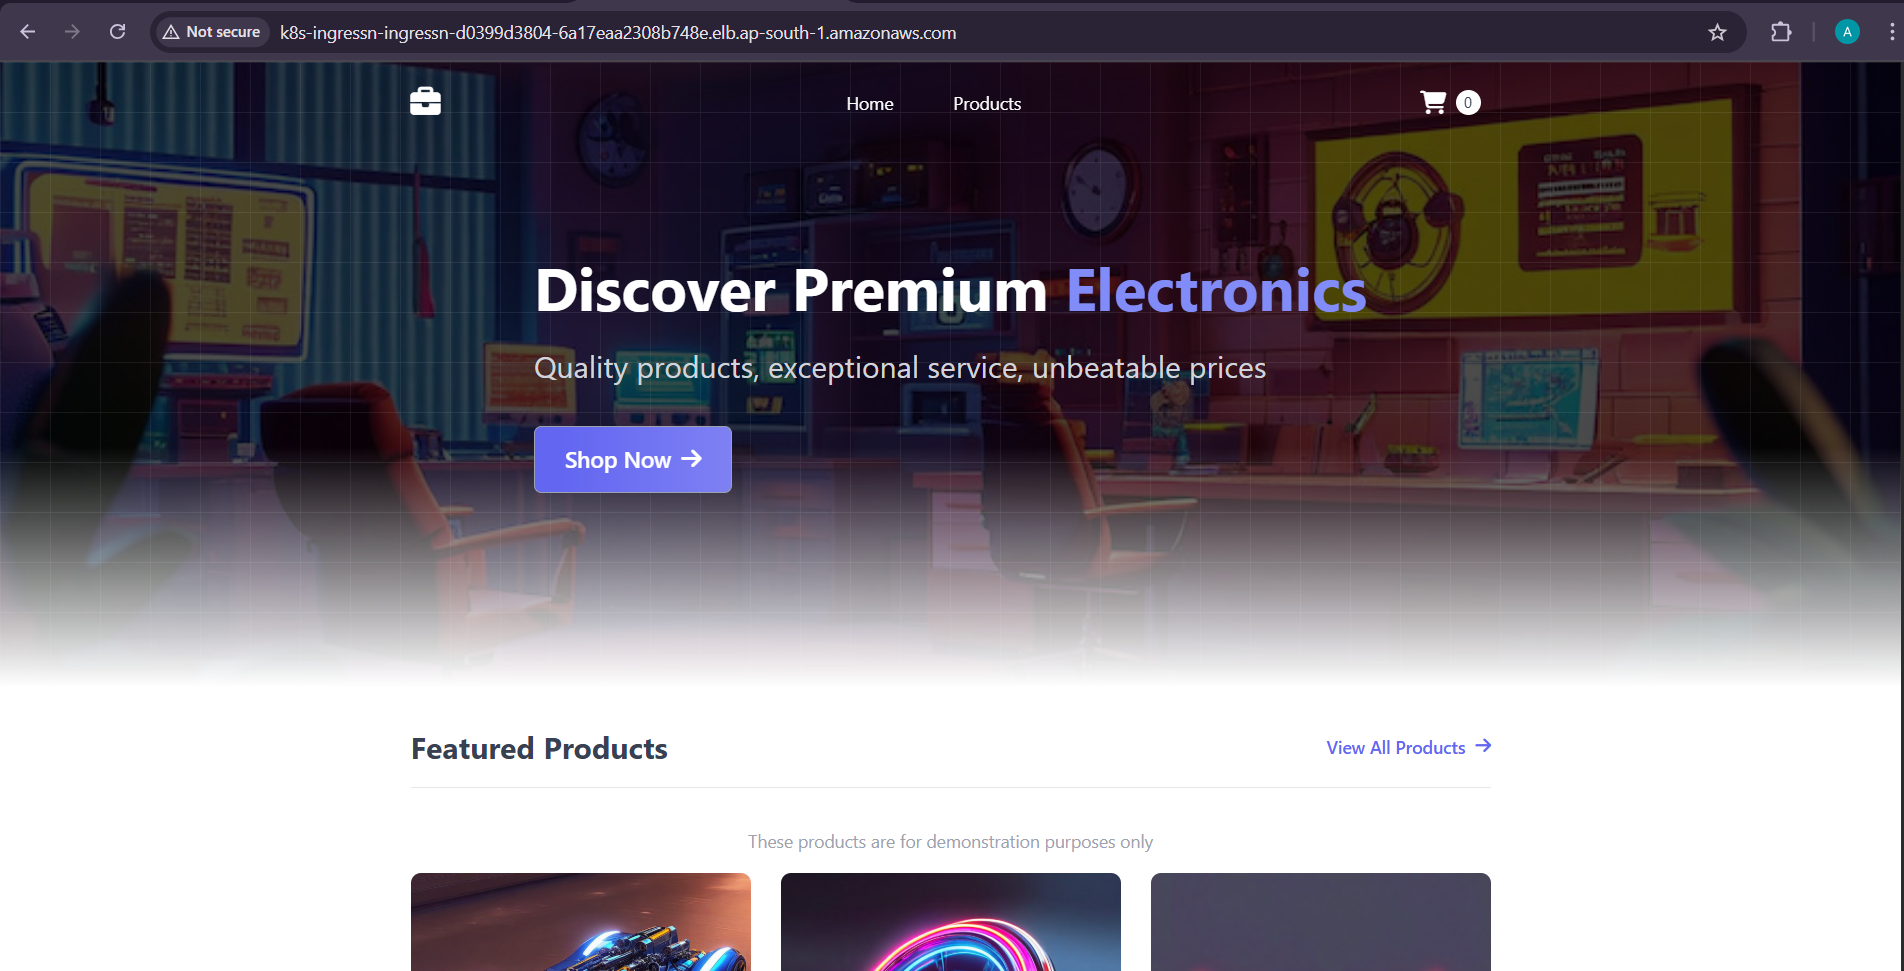 Not secure k8s-ingressn-ingressn-d0399d3804-6a17eaa2308b748e.elb.ap-south-1.amazonaws.com A
Home Products 0
Discover Premium Electronics
Quality products, exceptional service, unbeatable prices
Shop Now
Featured Products View All Products
These products are for demonstration purposes only